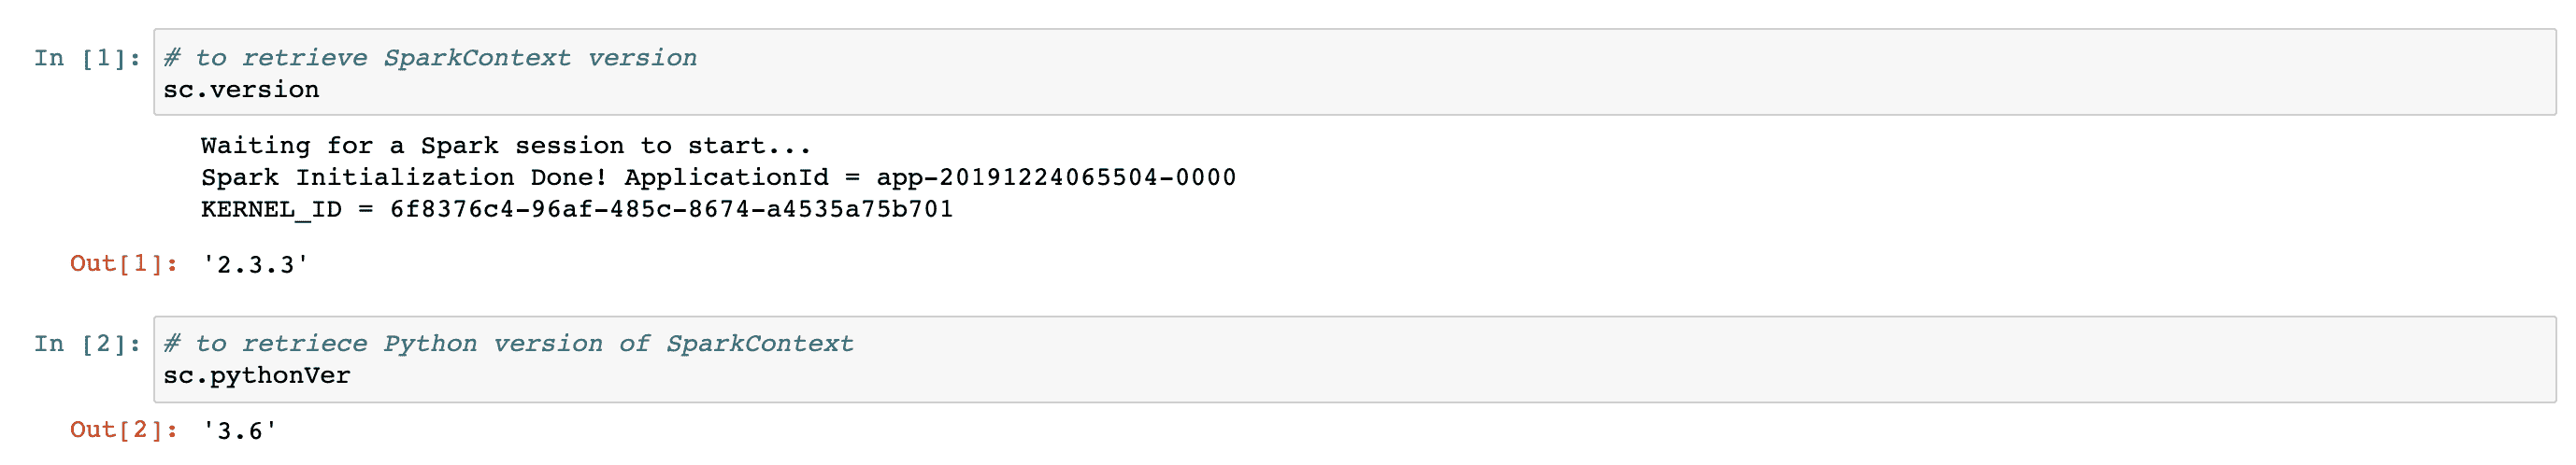 In [1]: # to retrieve SparkContext version
sc.version
Waiting for a Spark session to start...
Spark Initialization Done! ApplicationId = app-20191224065504-0000
KERNEL_ID = 6f8376c4-96af-485c-8674-a4535a75b701
Out[1]: '2.3.3'
In [2]: # to retriece Python version of SparkContext
sc.pythonVer
Out[2]: '3.6'